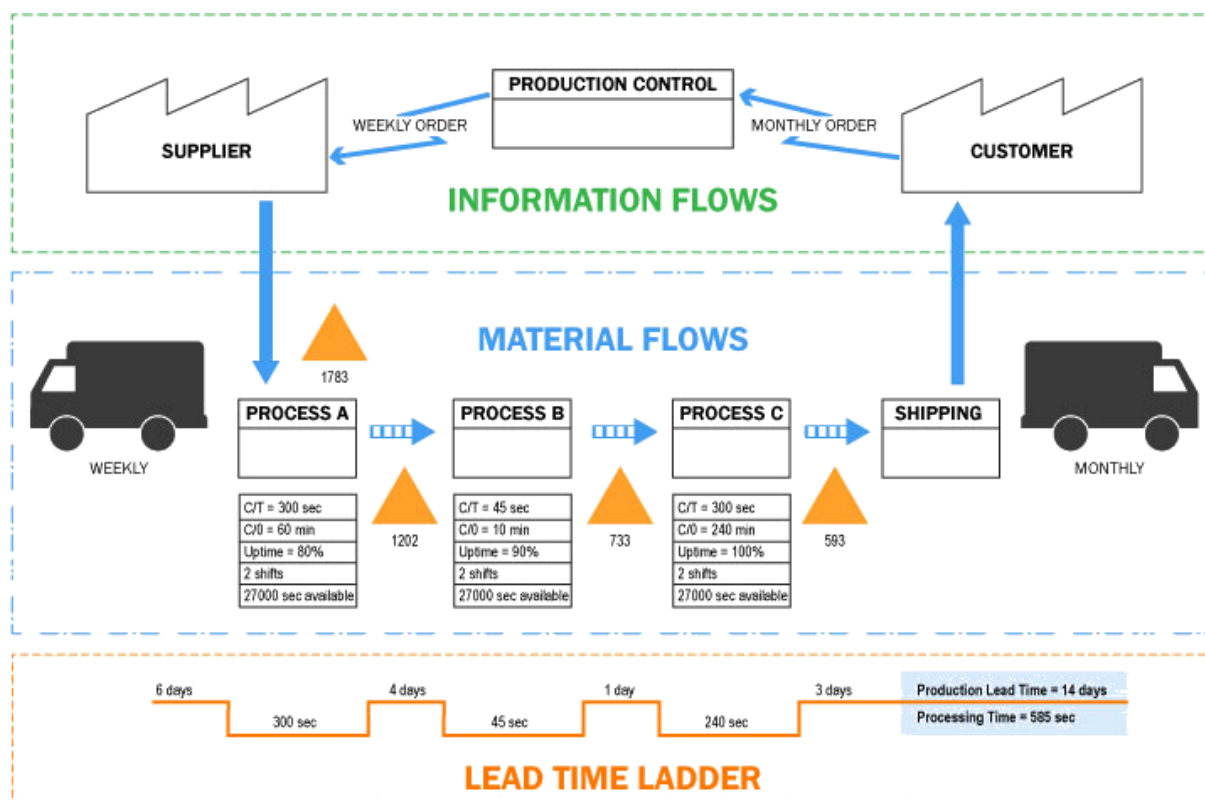 PRODUCTION CONTROL
WEEKLY ORDER
MONTHLY ORDER
SUPPLIER
CUSTOMER
INFORMATION FLOWS
MATERIAL FLOWS
1783
PROCESS A
PROCESS B
PROCESS C
SHIPPING
WEEKLY
MONTHLY
C/T = 300 sec
C/0 = 60 min
Uptime = 80%
2 shifts
27000 sec available
1202
C/T = 45 sec
C/0 = 10 min
Uptime = 90%
2 shifts
27000 sec available
733
C/T = 300 sec
C/0 = 240 min
Uptime = 100%
2 shifts
27000 sec available
593
6 days
300 sec
4 days
45 sec
1 day
240 sec
3 days
Production Lead Time = 14 days
Processing Time = 585 sec
LEAD TIME LADDER